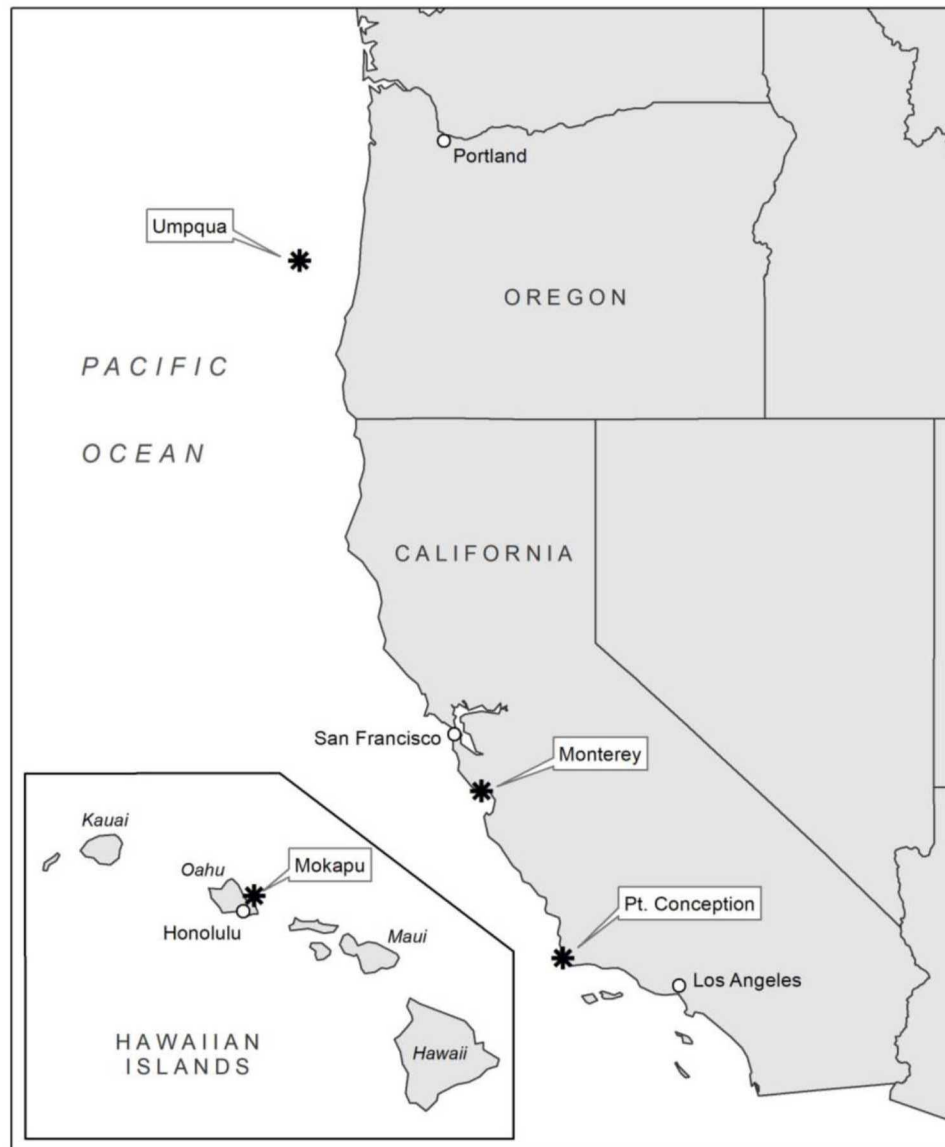 Portland
Umpqua
OREGON
PACIFIC
OCEAN
CALIFORNIA
San Francisco
Monterey
Kauai
Oahu
Mokapu
Honolulu
Maui
Pt. Conception
Los Angeles
HAWAIIAN
ISLANDS
Hawaii